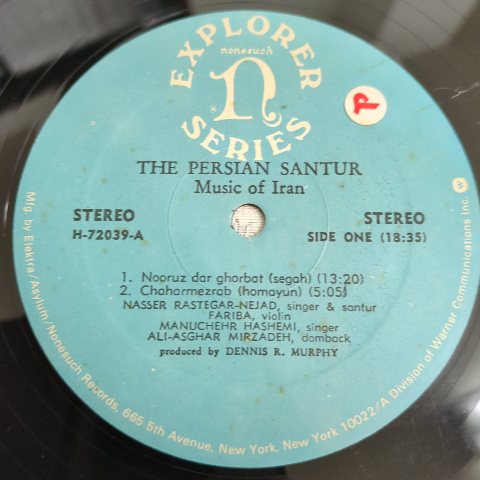 EXPLORER
nonesuch
n
SERIES
P
THE PERSIAN SANTUR
Music of Iran
STEREO
H-72039-A
STEREO
SIDE ONE (18:35)
1. Nooruz dar ghorbat (segah) (13:20)
2. Chaharmezrab (homayun) (5:05)
NASSER RASTEGAR-NEJAD, singer & santur
FARIBA, violin
MANUCHEHR HASHEMI, singer
ALI-ASGHAR MIRZADEH, domback
produced by DENNIS R. MURPHY
Mfg. by Elektra/Asylum/Nonesuch Records, 665 5th Avenue, New York, New York 10022/A Division of Warner Communications Inc. W